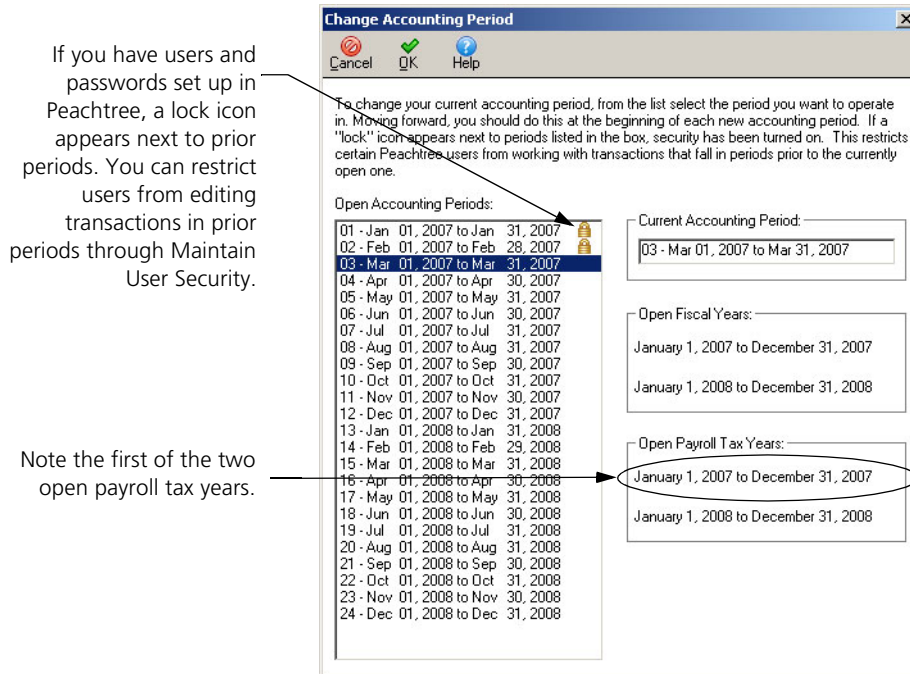 Change Accounting Period
Cancel OK Help
If you have users and
passwords set up in
Peachtree, a lock icon
appears next to prior
periods. You can restrict
users from editing
transactions in prior
periods through Maintain
User Security.
To change your current accounting period, from the list select the period you want to operate
in. Moving forward, you should do this at the beginning of each new accounting period. If a
"lock" icon appears next to periods listed in the box, security has been turned on. This restricts
certain Peachtree users from working with transactions that fall in periods prior to the currently
open one.
Open Accounting Periods:
01 - Jan 01, 2007 to Jan 31, 2007
02 - Feb 01, 2007 to Feb 28, 2007
03 - Mar 01, 2007 to Mar 31, 2007
04 - Apr 01, 2007 to Apr 30, 2007
05 - May 01, 2007 to May 31, 2007
06 - Jun 01, 2007 to Jun 30, 2007
07 - Jul 01, 2007 to Jul 31, 2007
08 - Aug 01, 2007 to Aug 31, 2007
09 - Sep 01, 2007 to Sep 30, 2007
10 - Oct 01, 2007 to Oct 31, 2007
11 - Nov 01, 2007 to Nov 30, 2007
12 - Dec 01, 2007 to Dec 31, 2007
13 - Jan 01, 2008 to Jan 31, 2008
14 - Feb 01, 2008 to Feb 29, 2008
15 - Mar 01, 2008 to Mar 31, 2008
16 - Apr 01, 2008 to Apr 30, 2008
17 - May 01, 2008 to May 31, 2008
18 - Jun 01, 2008 to Jun 30, 2008
19 - Jul 01, 2008 to Jul 31, 2008
20 - Aug 01, 2008 to Aug 31, 2008
21 - Sep 01, 2008 to Sep 30, 2008
22 - Oct 01, 2008 to Oct 31, 2008
23 - Nov 01, 2008 to Nov 30, 2008
24 - Dec 01, 2008 to Dec 31, 2008
Current Accounting Period:
03 - Mar 01, 2007 to Mar 31, 2007
Open Fiscal Years:
January 1, 2007 to December 31, 2007
January 1, 2008 to December 31, 2008
Open Payroll Tax Years:
January 1, 2007 to December 31, 2007
January 1, 2008 to December 31, 2008
Note the first of the two
open payroll tax years.